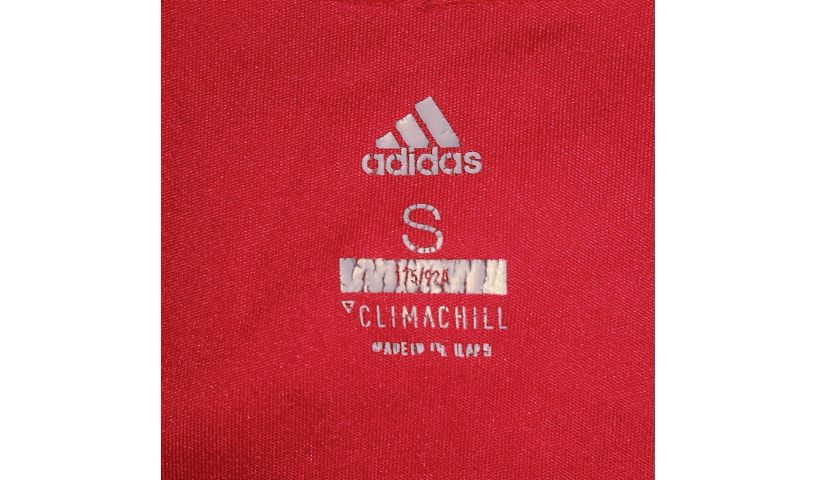 adidas
S
175/92A
CLIMACHILL
MADE IN